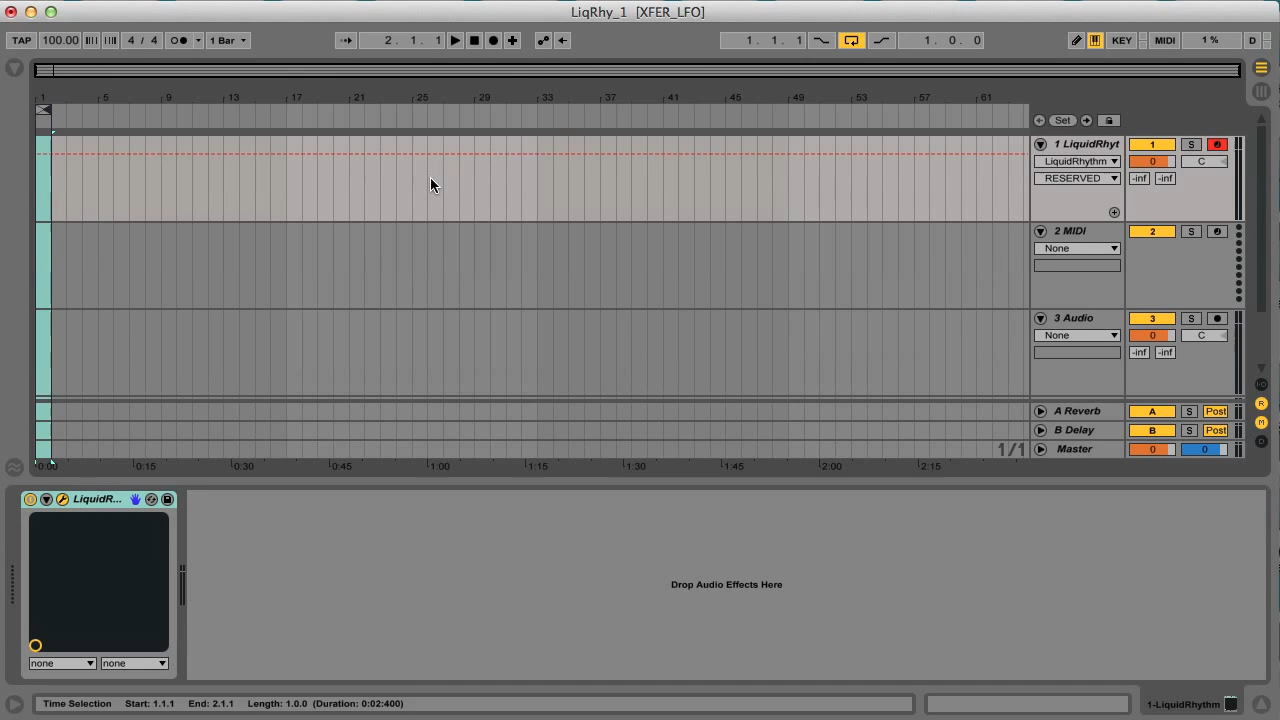 LiqRhy_1 [XFER_LFO]
TAP 100.00 4 / 4 1 Bar 2. 1. 1 1. 1. 1 1. 0. 0 KEY MIDI 1 % D
1 5 9 13 17 21 25 29 33 37 41 45 49 53 57 61
Set
1 LiquidRhyt 1 S
LiquidRhythm 0 C
RESERVED -inf -inf
2 MIDI 2 S
None
3 Audio 3 S
None 0 C
-inf -inf
A Reverb A S Post
B Delay B S Post
1/1 Master 0 0
0:00 0:15 0:30 0:45 1:00 1:15 1:30 1:45 2:00 2:15
R
M
D
LiquidR...
Drop Audio Effects Here
none none
Time Selection Start: 1.1.1 End: 2.1.1 Length: 1.0.0 (Duration: 0:02:400)
1-LiquidRhythm